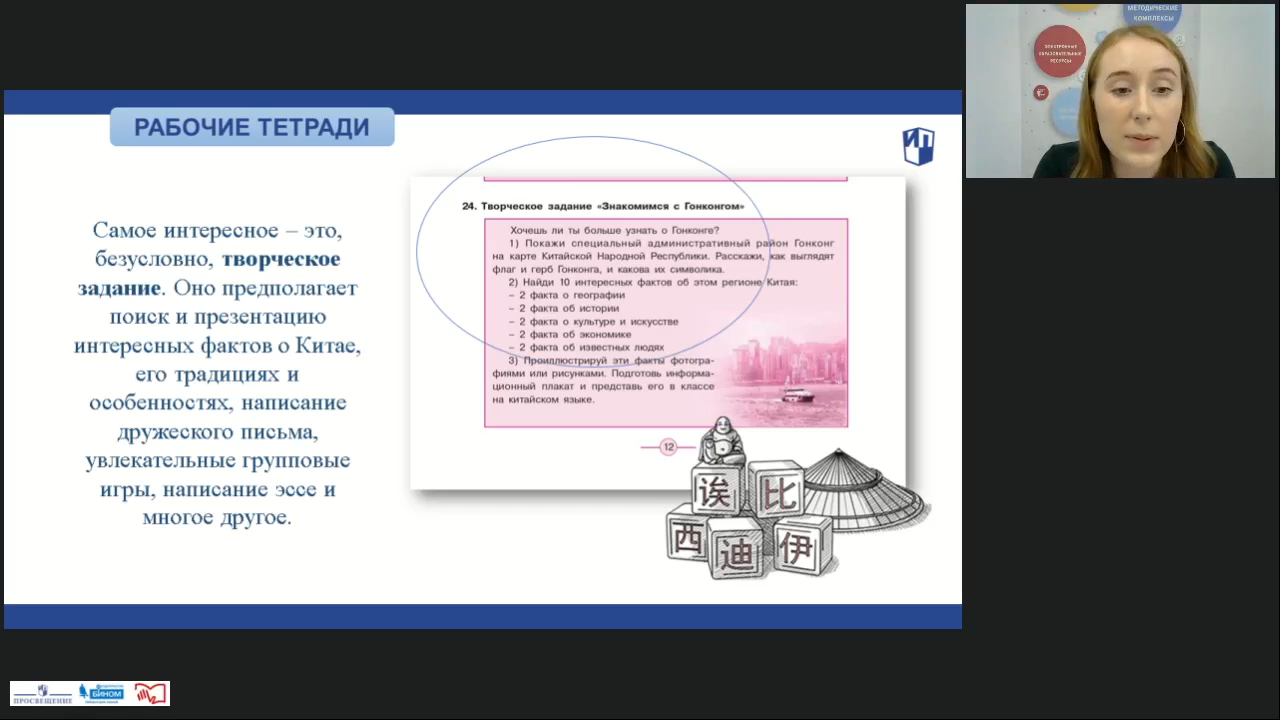 РАБОЧИЕ ТЕТРАДИ
Самое интересное – это,
безусловно, творческое
задание. Оно предполагает
поиск и презентацию
интересных фактов о Китае,
его традициях и
особенностях, написание
дружеского письма,
увлекательные групповые
игры, написание эссе и
многое другое.
24. Творческое задание «Знакомимся с Гонконгом»
Хочешь ли ты больше узнать о Гонконге?
1) Покажи специальный административный район Гонконг
на карте Китайской Народной Республики. Расскажи, как выглядят
флаг и герб Гонконга, и какова их символика.
2) Найди 10 интересных фактов об этом регионе Китая:
– 2 факта о географии
– 2 факта об истории
– 2 факта о культуре и искусстве
– 2 факта об экономике
– 2 факта об известных людях
3) Проиллюстрируй эти факты фотогра-
фиями или рисунками. Подготовь информа-
ционный плакат и представь его в классе
на китайском языке.
12
诶 比
西 迪 伊
МЕТОДИЧЕСКИЕ
КОМПЛЕКСЫ
ЭЛЕКТРОННЫЕ
ОБРАЗОВАТЕЛЬНЫЕ
РЕСУРСЫ
ПРОСВЕЩЕНИЕ
БИНОМ